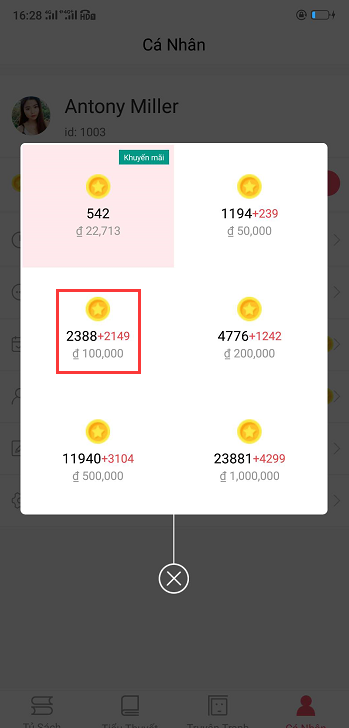 16:28
Cá Nhân
Antony Miller
id: 1003
Khuyến mãi
542
₫ 22,713
1194+239
₫ 50,000
2388+2149
₫ 100,000
4776+1242
₫ 200,000
11940+3104
₫ 500,000
23881+4299
₫ 1,000,000
Tủ Sách
Tiểu Thuyết
Truyện Tranh
Cá Nhân